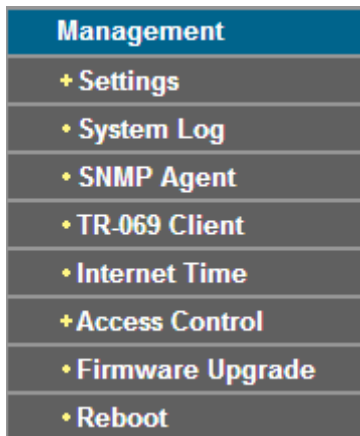 Management
+ Settings
• System Log
• SNMP Agent
• TR-069 Client
• Internet Time
+ Access Control
• Firmware Upgrade
• Reboot